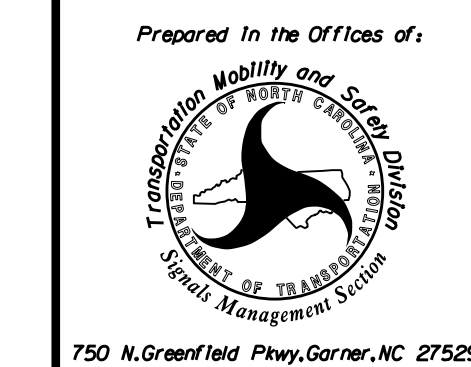 Prepared in the Offices of:
Transportation Mobility and Safety Division
STATE OF NORTH CAROLINA
DEPARTMENT OF TRANSPORTATION
Signals Management Section
750 N.Greenfield Pkwy,Garner,NC 27529